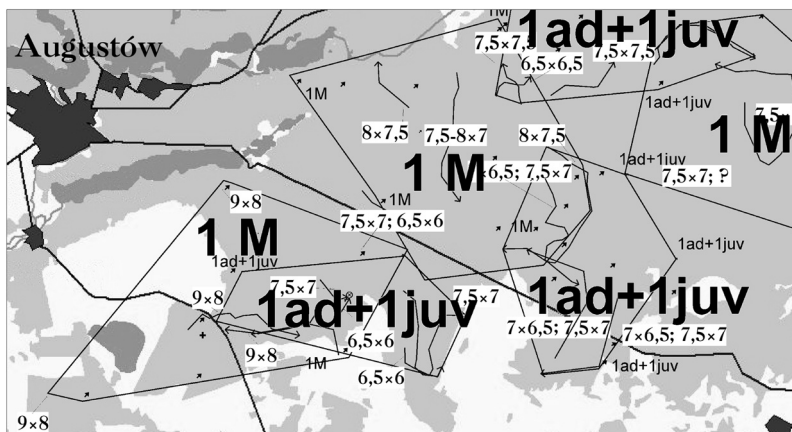 Augustów
1M
1ad+1juv
7,5×7,5
7,5×7,5
6,5×6,5
1M
1ad+1juv
8×7,5
7,5-8×7
8×7,5
1 M
7,5×
1 M
1ad+1juv
×6,5; 7,5×7
7,5×7; ?
9×8
1M
7,5×7; 6,5×6
1 M
1M
1ad+1juv
1ad+1juv
7,5×7
9×8
1ad+1juv
7,5×7
1ad+1juv
7×6,5; 7,5×7
7×6,5; 7,5×7
6,5×6
9×8
1M
6,5×6
1ad+1juv
9×8